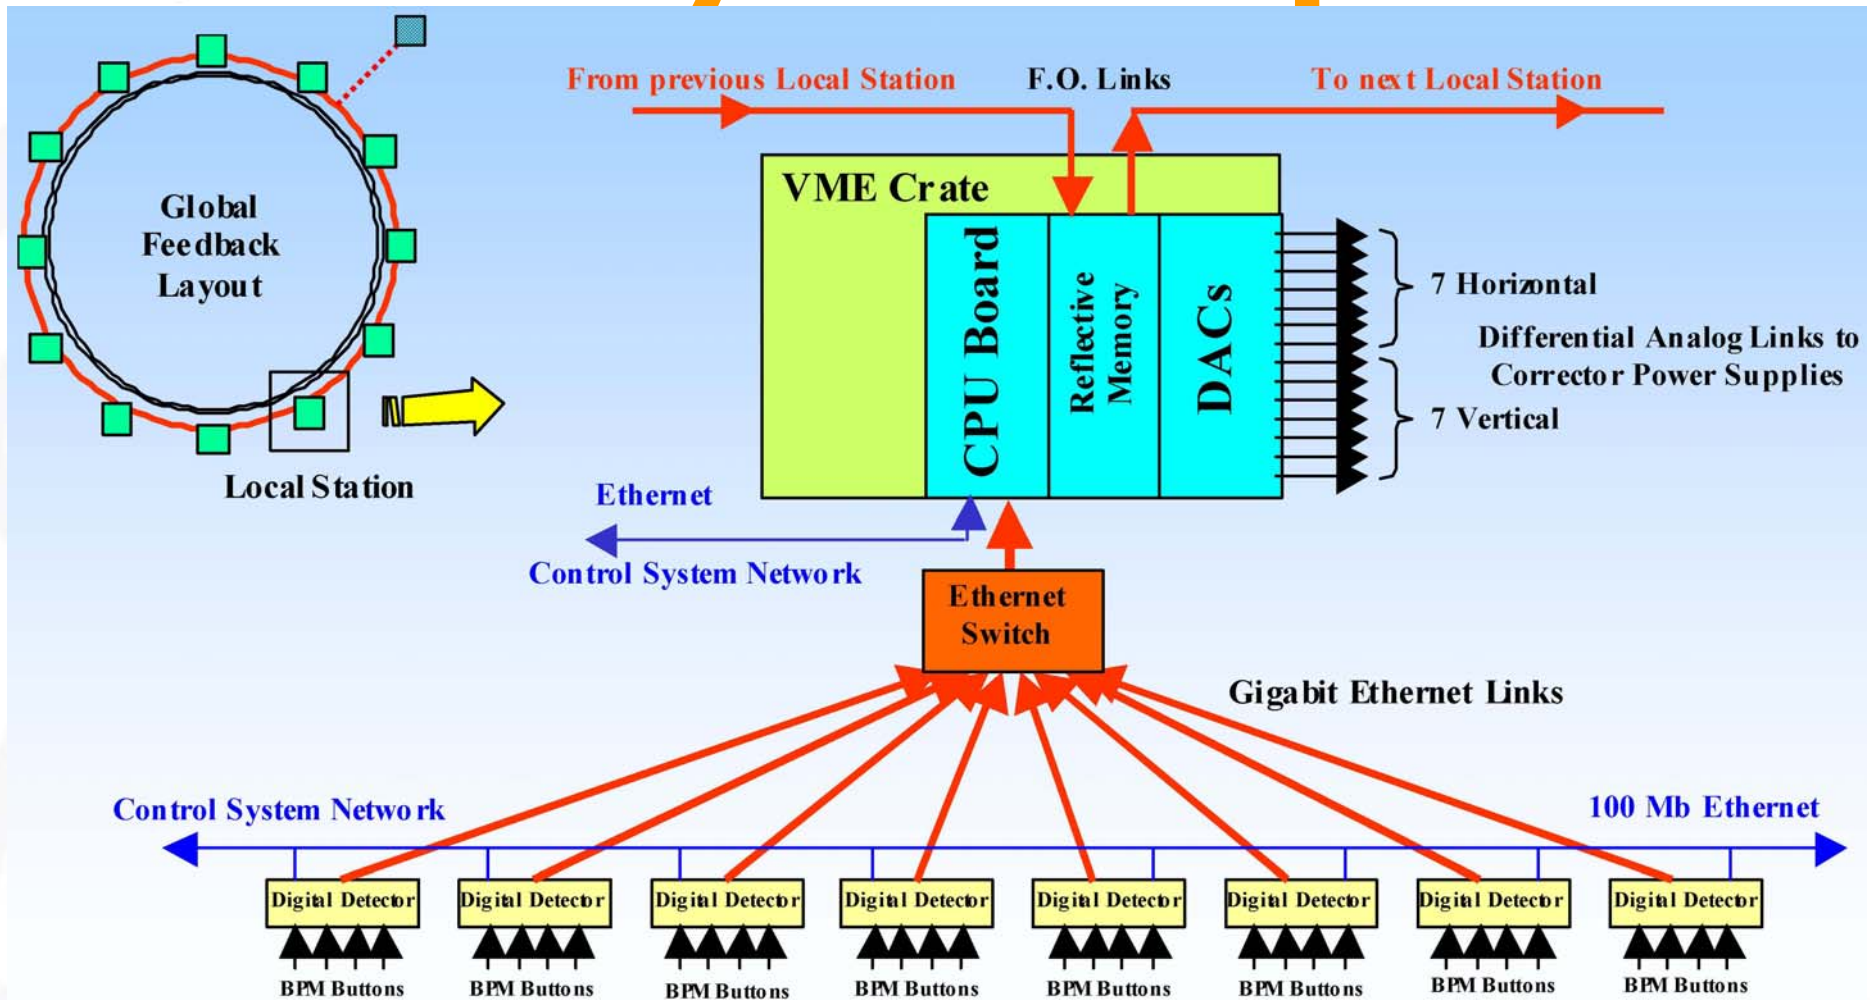 From previous Local Station
F.O. Links
To next Local Station
Global
Feedback
Layout
Local Station
VME Crate
CPU Board
Reflective
Memory
DACs
7 Horizontal
Differential Analog Links to
Corrector Power Supplies
7 Vertical
Ethernet
Control System Network
Ethernet
Switch
Gigabit Ethernet Links
Control System Network
100 Mb Ethernet
Digital Detector
Digital Detector
Digital Detector
Digital Detector
Digital Detector
Digital Detector
Digital Detector
Digital Detector
BPM Buttons
BPM Buttons
BPM Buttons
BPM Buttons
BPM Buttons
BPM Buttons
BPM Buttons
BPM Buttons